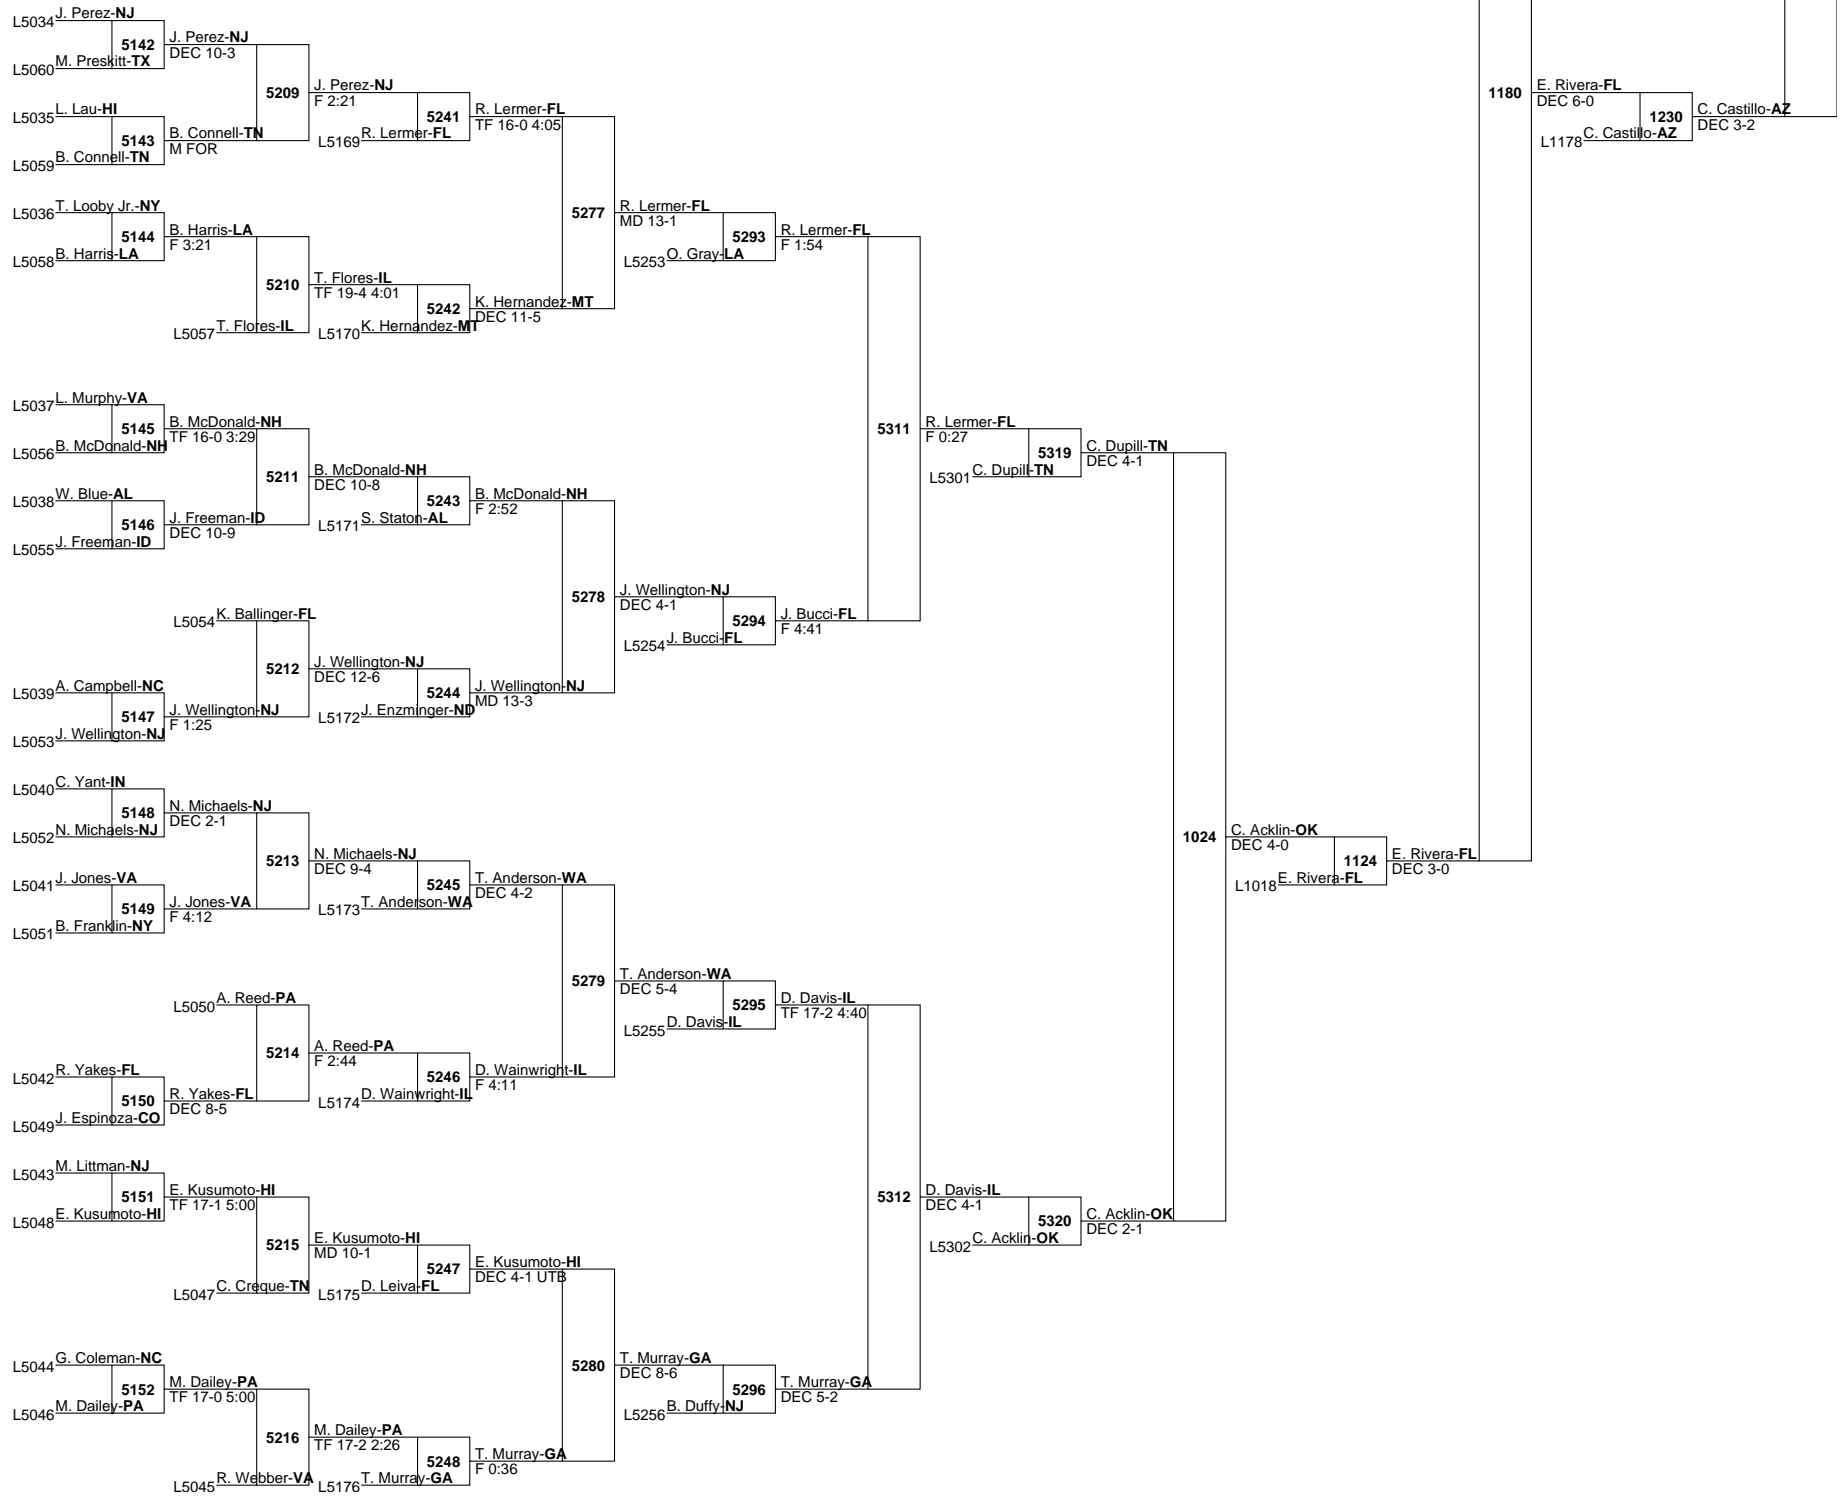 L5034 J. Perez-NJ
5142 J. Perez-NJ
DEC 10-3
L5060 M. Preskitt-TX
5209 J. Perez-NJ
F 2:21
L5035 L. Lau-HI
5143 B. Connell-TN
M FOR
L5059 B. Connell-TN
5241 R. Lermer-FL
TF 16-0 4:05
L5169 R. Lermer-FL
L5036 T. Looby Jr.-NY
5144 B. Harris-LA
F 3:21
L5058 B. Harris-LA
5210 T. Flores-IL
TF 19-4 4:01
L5057 T. Flores-IL
5242 K. Hernandez-MT
DEC 11-5
L5170 K. Hernandez-MT
5277 R. Lermer-FL
MD 13-1
5293 R. Lermer-FL
F 1:54
L5253 O. Gray-LA
L5037 L. Murphy-VA
5145 B. McDonald-NH
TF 16-0 3:29
L5056 B. McDonald-NH
5211 B. McDonald-NH
DEC 10-8
L5038 W. Blue-AL
5146 J. Freeman-ID
DEC 10-9
L5055 J. Freeman-ID
5243 B. McDonald-NH
F 2:52
L5171 S. Staton-AL
L5054 K. Ballinger-FL
5212 J. Wellington-NJ
DEC 12-6
L5039 A. Campbell-NC
5147 J. Wellington-NJ
F 1:25
L5053 J. Wellington-NJ
5244 J. Wellington-NJ
MD 13-3
L5172 J. Enzminger-ND
5278 J. Wellington-NJ
DEC 4-1
5294 J. Bucci-FL
F 4:41
L5254 J. Bucci-FL
5311 R. Lermer-FL
F 0:27
5319 C. Dupill-TN
DEC 4-1
L5301 C. Dupill-TN
L5040 C. Yant-IN
5148 N. Michaels-NJ
DEC 2-1
L5052 N. Michaels-NJ
5213 N. Michaels-NJ
DEC 9-4
L5041 J. Jones-VA
5149 J. Jones-VA
F 4:12
L5051 B. Franklin-NY
5245 T. Anderson-WA
DEC 4-2
L5173 T. Anderson-WA
L5050 A. Reed-PA
5214 A. Reed-PA
F 2:44
L5042 R. Yakes-FL
5150 R. Yakes-FL
DEC 8-5
L5049 J. Espinoza-CO
5246 D. Wainwright-IL
F 4:11
L5174 D. Wainwright-IL
5279 T. Anderson-WA
DEC 5-4
5295 D. Davis-IL
TF 17-2 4:40
L5255 D. Davis-IL
L5043 M. Littman-NJ
5151 E. Kusumoto-HI
TF 17-1 5:00
L5048 E. Kusumoto-HI
5215 E. Kusumoto-HI
MD 10-1
L5047 C. Creque-TN
5247 E. Kusumoto-HI
DEC 4-1 UTB
L5175 D. Leiva-FL
L5044 G. Coleman-NC
5152 M. Dailey-PA
TF 17-0 5:00
L5046 M. Dailey-PA
5216 M. Dailey-PA
TF 17-2 2:26
L5045 R. Webber-VA
5248 T. Murray-GA
F 0:36
L5176 T. Murray-GA
5280 T. Murray-GA
DEC 8-6
5296 T. Murray-GA
DEC 5-2
L5256 B. Duffy-NJ
5312 D. Davis-IL
DEC 4-1
5320 C. Acklin-OK
DEC 2-1
L5302 C. Acklin-OK
1024 C. Acklin-OK
DEC 4-0
1124 E. Rivera-FL
DEC 3-0
L1018 E. Rivera-FL
1180 E. Rivera-FL
DEC 6-0
1230 C. Castillo-AZ
DEC 3-2
L1178 C. Castillo-AZ